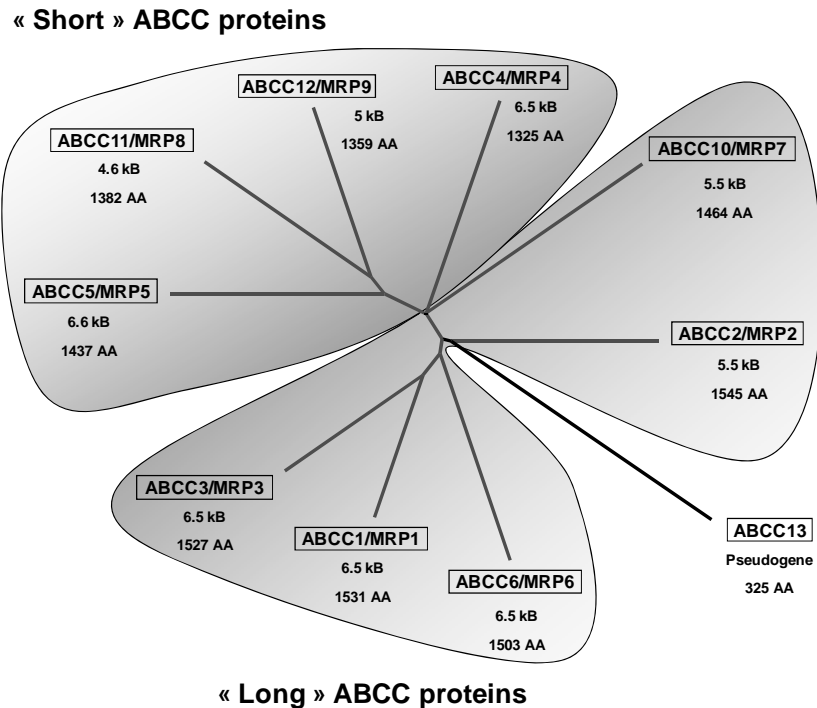 « Short » ABCC proteins
ABCC12/MRP9
5 kB
1359 AA
ABCC4/MRP4
6.5 kB
1325 AA
ABCC11/MRP8
4.6 kB
1382 AA
ABCC10/MRP7
5.5 kB
1464 AA
ABCC5/MRP5
6.6 kB
1437 AA
ABCC2/MRP2
5.5 kB
1545 AA
ABCC3/MRP3
6.5 kB
1527 AA
ABCC1/MRP1
6.5 kB
1531 AA
ABCC6/MRP6
6.5 kB
1503 AA
ABCC13
Pseudogene
325 AA
« Long » ABCC proteins